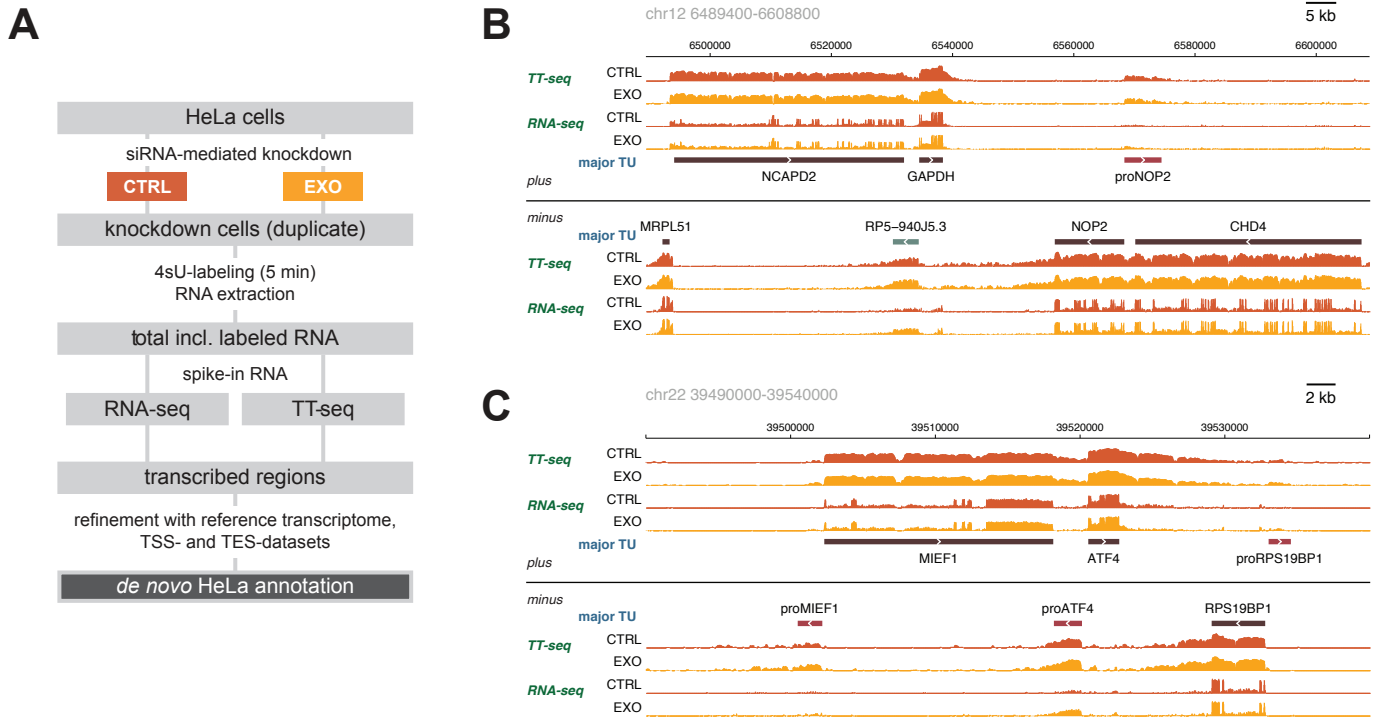 A
HeLa cells
siRNA-mediated knockdown
CTRL EXO
knockdown cells (duplicate)
4sU-labeling (5 min)
RNA extraction
total incl. labeled RNA
spike-in RNA
RNA-seq TT-seq
transcribed regions
refinement with reference transcriptome,
TSS- and TES-datasets
de novo HeLa annotation
B
chr12 6489400-6608800
5 kb
6500000 6520000 6540000 6560000 6580000 6600000
TT-seq CTRL
EXO
RNA-seq CTRL
EXO
major TU
plus NCAPD2 GAPDH proNOP2
minus
MRPL51 RP5−940J5.3 NOP2 CHD4
major TU
TT-seq CTRL
EXO
RNA-seq CTRL
EXO
C
chr22 39490000-39540000
2 kb
39500000 39510000 39520000 39530000
TT-seq CTRL
EXO
RNA-seq CTRL
EXO
major TU
plus MIEF1 ATF4 proRPS19BP1
minus
proMIEF1 proATF4 RPS19BP1
major TU
TT-seq CTRL
EXO
RNA-seq CTRL
EXO